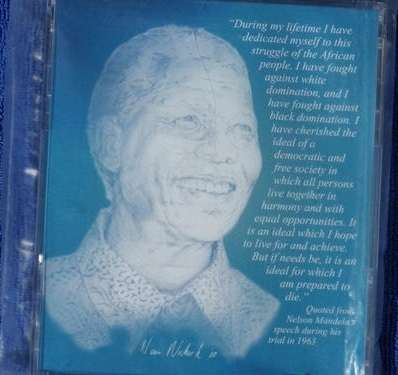 "During my lifetime I have
dedicated myself to this
struggle of the African
people. I have fought
against white
domination, and I
have fought against
black domination. I
have cherished the
ideal of a
democratic and
free society in
which all persons
live together in
harmony and with
equal opportunities. It
is an ideal which I hope
to live for and achieve.
But if needs be, it is an
ideal for which I
am prepared to
die."
Quoted from
Nelson Mandela's
speech during his
trial in 1963